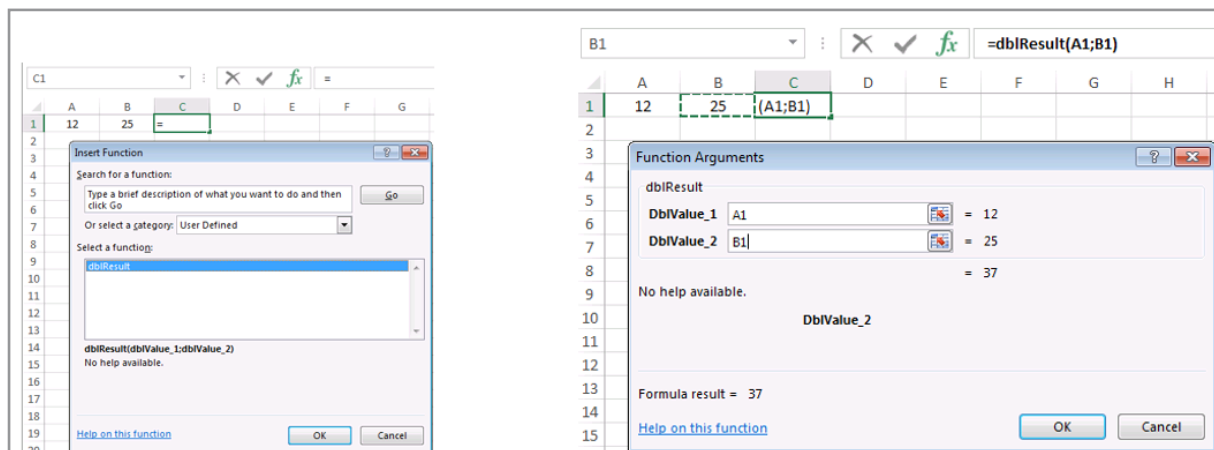 C1 fx =
A B C D E F G
1 12 25 =
2
3
4
5
6
7
8
9
10
11
12
13
14
15
16
17
18
19
Insert Function
Search for a function:
Type a brief description of what you want to do and then
click Go
Go
Or select a category: User Defined
Select a function:
dblResult
dblResult(dblValue_1;dblValue_2)
No help available.
Help on this function
OK Cancel
B1 fx =dblResult(A1;B1)
A B C D E F G H
1 12 25 (A1;B1)
2
3
4
5
6
7
8
9
10
11
12
13
14
15
Function Arguments
dblResult
DblValue_1 A1 = 12
DblValue_2 B1 = 25
= 37
No help available.
DblValue_2
Formula result = 37
Help on this function
OK Cancel